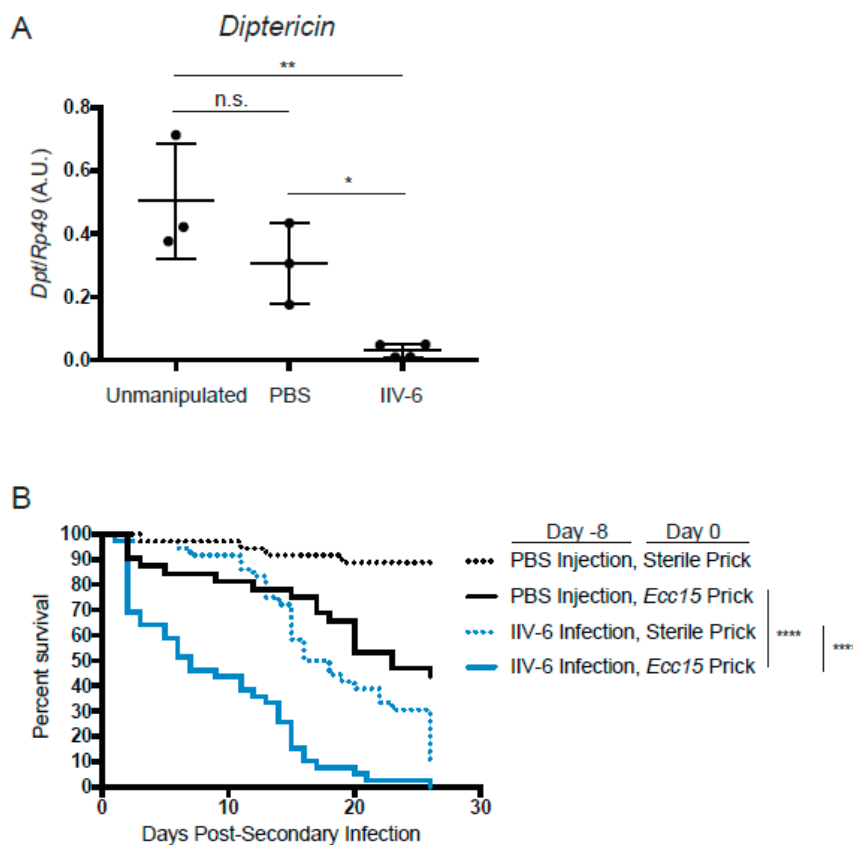 A
Diptericin
**
n.s.
*
0.8
0.6
0.4
0.2
0.0
Dpt/Rp49 (A.U.)
Unmanipulated PBS IIV-6
B
Day -8 Day 0
PBS Injection, Sterile Prick
PBS Injection, Ecc15 Prick
IIV-6 Infection, Sterile Prick
IIV-6 Infection, Ecc15 Prick
****
****
100
90
80
70
60
50
40
30
20
10
0
Percent survival
0 10 20 30
Days Post-Secondary Infection